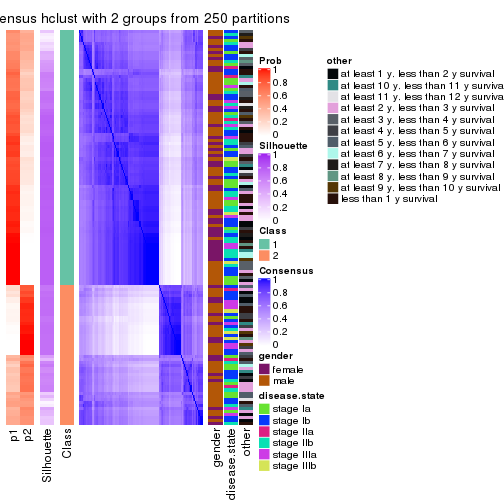 ensus hclust with 2 groups from 250 partitions
p1
p2
Silhouette
Class
gender
disease.state
other
Prob
1
0.8
0.6
0.4
0.2
0
Silhouette
1
0.8
0.6
0.4
0.2
0
Class
1
2
Consensus
1
0.8
0.6
0.4
0.2
0
gender
female
male
disease.state
stage Ia
stage Ib
stage IIa
stage IIb
stage IIIa
stage IIIb
other
at least 1 y. less than 2 y survival
at least 10 y. less than 11 y survival
at least 11 y. less than 12 y survival
at least 2 y. less than 3 y survival
at least 3 y. less than 4 y survival
at least 4 y. less than 5 y survival
at least 5 y. less than 6 y survival
at least 6 y. less than 7 y survival
at least 7 y. less than 8 y survival
at least 8 y. less than 9 y survival
at least 9 y. less than 10 y survival
less than 1 y survival